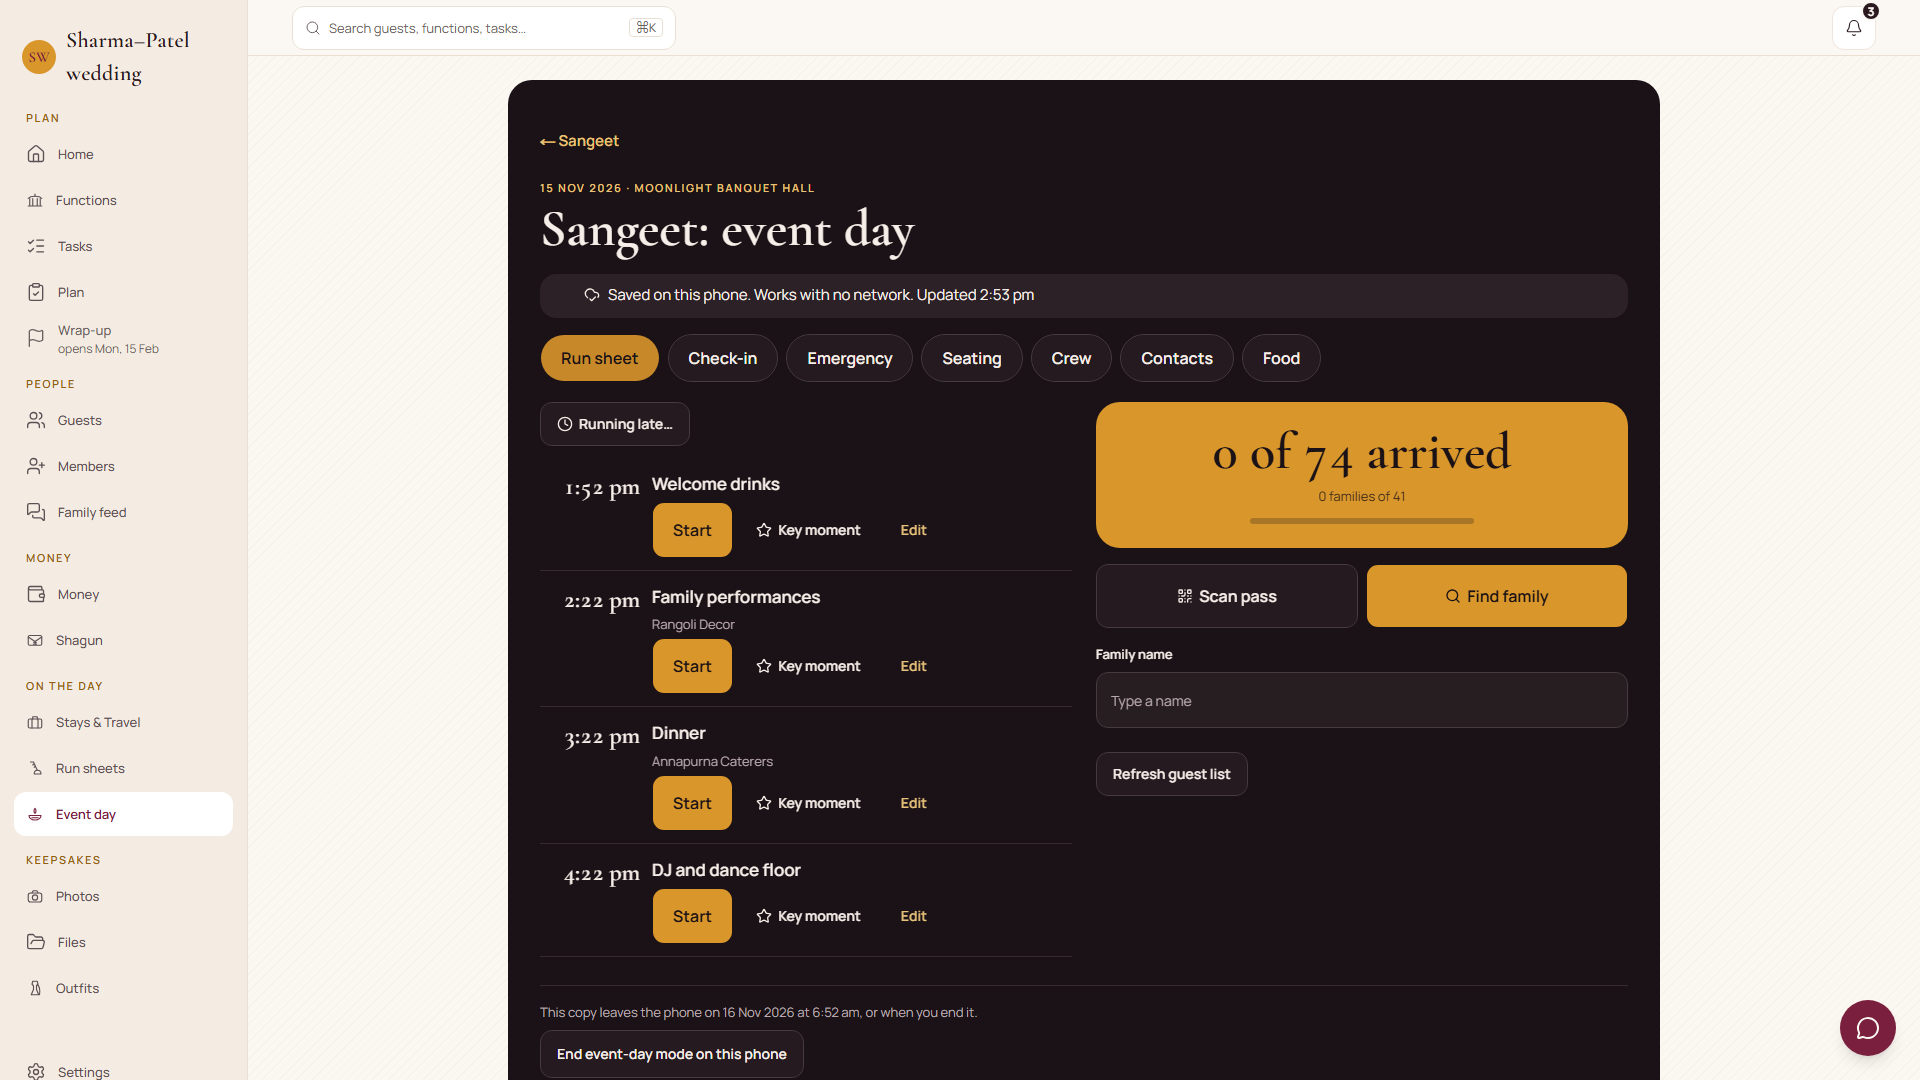 SW
Sharma–Patel
wedding
PLAN
Home
Functions
Tasks
Plan
Wrap-up
opens Mon, 15 Feb
PEOPLE
Guests
Members
Family feed
MONEY
Money
Shagun
ON THE DAY
Stays & Travel
Run sheets
Event day
KEEPSAKES
Photos
Files
Outfits
Settings
Search guests, functions, tasks...
⌘K
3
← Sangeet
15 NOV 2026 · MOONLIGHT BANQUET HALL
Sangeet: event day
Saved on this phone. Works with no network. Updated 2:53 pm
Run sheet
Check-in
Emergency
Seating
Crew
Contacts
Food
Running late...
1:52 pm
Welcome drinks
Start
Key moment
Edit
2:22 pm
Family performances
Rangoli Decor
Start
Key moment
Edit
3:22 pm
Dinner
Annapurna Caterers
Start
Key moment
Edit
4:22 pm
DJ and dance floor
Start
Key moment
Edit
0 of 74 arrived
0 families of 41
Scan pass
Find family
Family name
Type a name
Refresh guest list
This copy leaves the phone on 16 Nov 2026 at 6:52 am, or when you end it.
End event-day mode on this phone